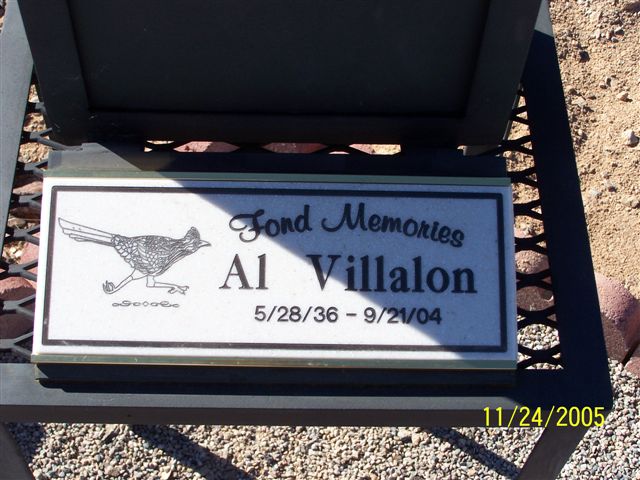 Fond Memories
Al Villalon
5/28/36 - 9/21/04
11/24/2005